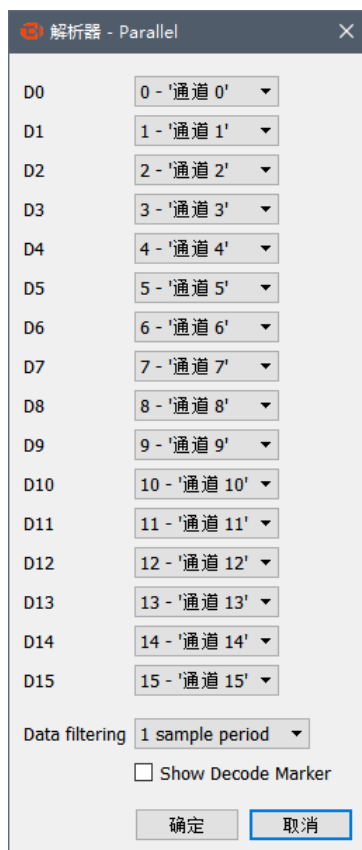 解析器 - Parallel
D0 0 - '通道 0'
D1 1 - '通道 1'
D2 2 - '通道 2'
D3 3 - '通道 3'
D4 4 - '通道 4'
D5 5 - '通道 5'
D6 6 - '通道 6'
D7 7 - '通道 7'
D8 8 - '通道 8'
D9 9 - '通道 9'
D10 10 - '通道 10'
D11 11 - '通道 11'
D12 12 - '通道 12'
D13 13 - '通道 13'
D14 14 - '通道 14'
D15 15 - '通道 15'
Data filtering 1 sample period
Show Decode Marker
确定 取消